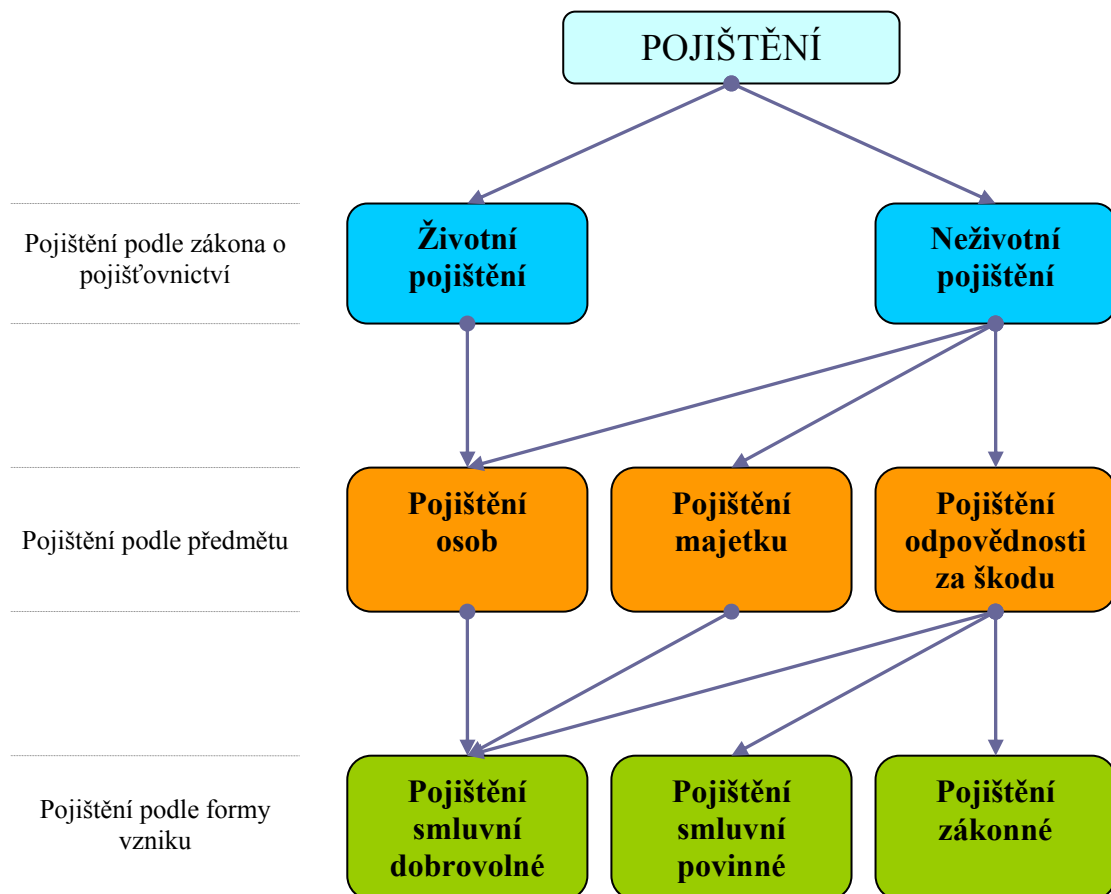 POJIŠTĚNÍ
Pojištění podle zákona o
pojišťovnictví
Životní
pojištění
Neživotní
pojištění
Pojištění podle předmětu
Pojištění
osob
Pojištění
majetku
Pojištění
odpovědnosti
za škodu
Pojištění podle formy
vzniku
Pojištění
smluvní
dobrovolné
Pojištění
smluvní
povinné
Pojištění
zákonné